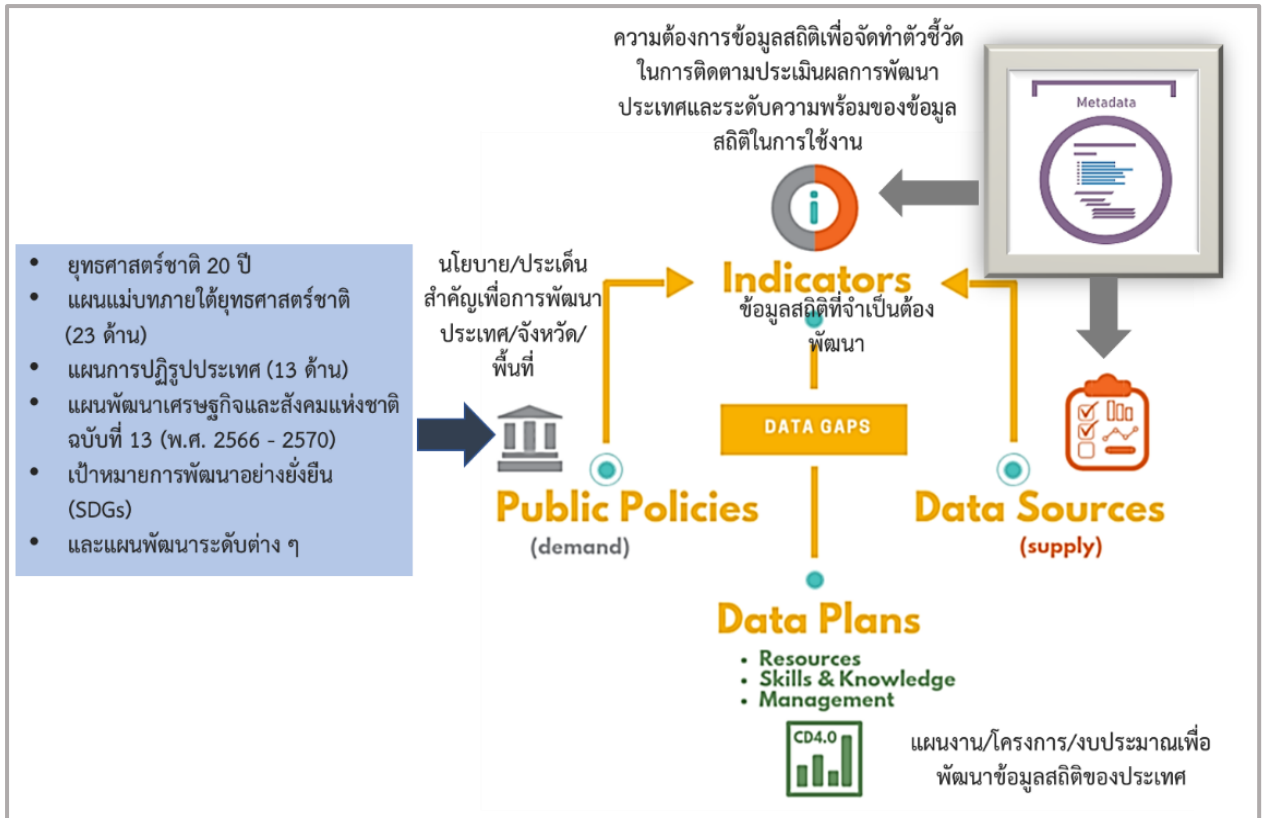 ความต้องการข้อมูลสถิติเพื่อจัดทำตัวชี้วัด
ในการติดตามประเมินผลการพัฒนา
ประเทศและระดับความพร้อมของข้อมูล
สถิติในการใช้งาน
Metadata
i
Indicators
ข้อมูลสถิติที่จำเป็นต้อง
พัฒนา
• ยุทธศาสตร์ชาติ 20 ปี
• แผนแม่บทภายใต้ยุทธศาสตร์ชาติ
(23 ด้าน)
• แผนการปฏิรูปประเทศ (13 ด้าน)
• แผนพัฒนาเศรษฐกิจและสังคมแห่งชาติ
ฉบับที่ 13 (พ.ศ. 2566 - 2570)
• เป้าหมายการพัฒนาอย่างยั่งยืน
(SDGs)
• และแผนพัฒนาระดับต่าง ๆ
นโยบาย/ประเด็น
สำคัญเพื่อการพัฒนา
ประเทศ/จังหวัด/
พื้นที่
Public Policies
(demand)
DATA GAPS
Data Sources
(supply)
Data Plans
• Resources
• Skills & Knowledge
• Management
CD4.0
แผนงาน/โครงการ/งบประมาณเพื่อ
พัฒนาข้อมูลสถิติของประเทศ